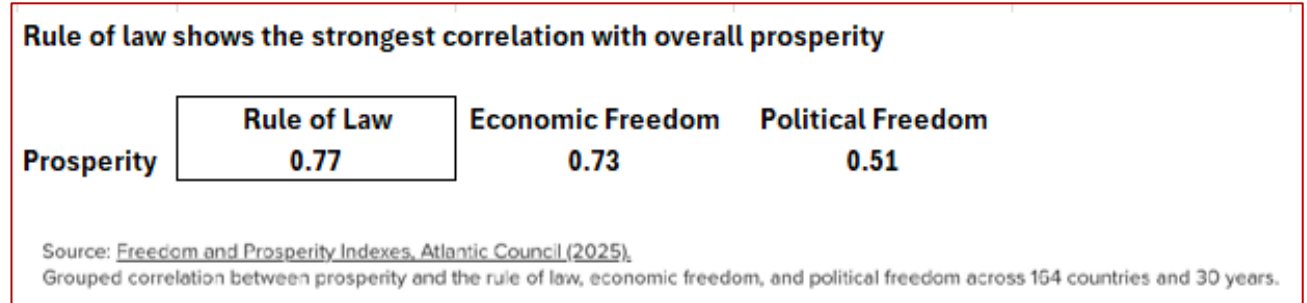 Rule of law shows the strongest correlation with overall prosperity
Rule of Law Economic Freedom Political Freedom
Prosperity 0.77 0.73 0.51
Source: Freedom and Prosperity Indexes, Atlantic Council (2025).
Grouped correlation between prosperity and the rule of law, economic freedom, and political freedom across 164 countries and 30 years.